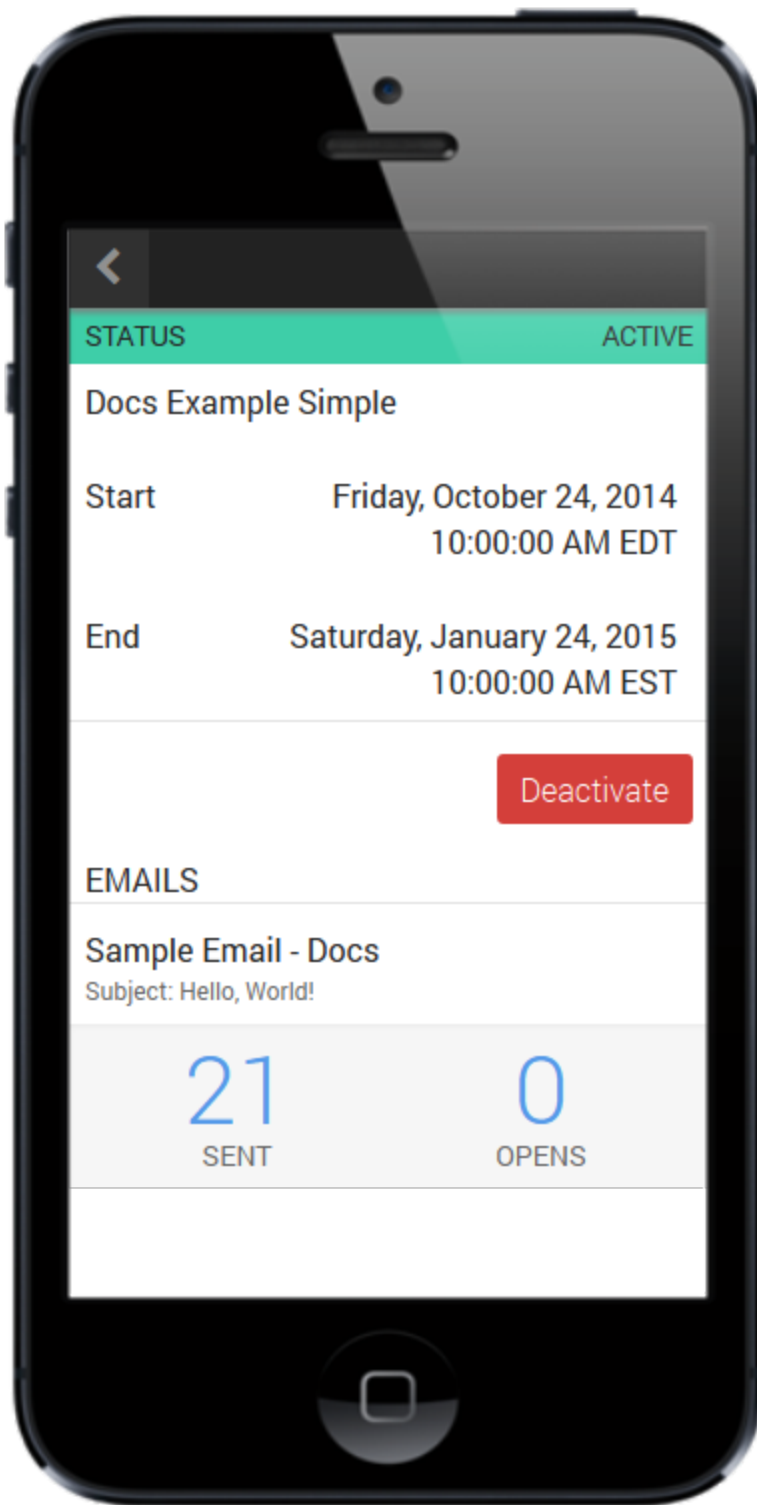 STATUS ACTIVE
Docs Example Simple
Start Friday, October 24, 2014
10:00:00 AM EDT
End Saturday, January 24, 2015
10:00:00 AM EST
Deactivate
EMAILS
Sample Email - Docs
Subject: Hello, World!
21 0
SENT OPENS